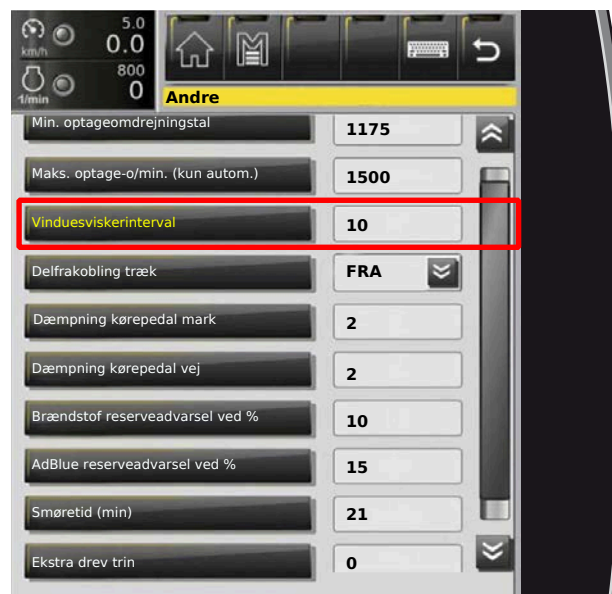 5.0
km/h
0.0
800
1/min
0
Andre
Min. optageomdrejningstal
1175
Maks. optage-o/min. (kun autom.)
1500
Vinduesviskerinterval
10
Delfrakobling træk
FRA
Dæmpning kørepedal mark
2
Dæmpning kørepedal vej
2
Brændstof reserveadvarsel ved %
10
AdBlue reserveadvarsel ved %
15
Smøretid (min)
21
Ekstra drev trin
0